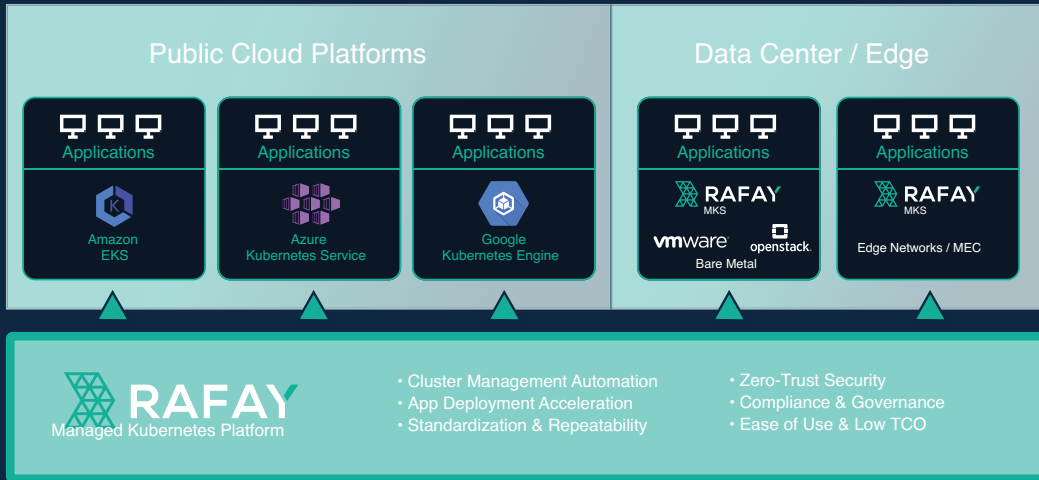 Public Cloud Platforms
Data Center / Edge
Applications
Applications
Applications
Applications
Applications
K
Amazon
EKS
Azure
Kubernetes Service
Google
Kubernetes Engine
RAFAY
MKS
vmware
openstack.
Bare Metal
RAFAY
MKS
Edge Networks / MEC
RAFAY
Managed Kubernetes Platform
• Cluster Management Automation
• App Deployment Acceleration
• Standardization & Repeatability
• Zero-Trust Security
• Compliance & Governance
• Ease of Use & Low TCO